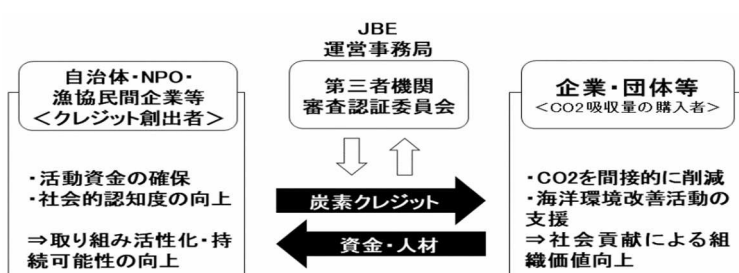 JBE
運営事務局
自治体・NPO・
漁協民間企業等
＜クレジット創出者＞
第三者機関
審査認証委員会
企業・団体等
＜CO2吸収量の購入者＞
・活動資金の確保
・社会的認知度の向上
⇒取り組み活性化・持
続可能性の向上
炭素クレジット
資金・人材
・CO2を間接的に削減
・海洋環境改善活動の
支援
⇒社会貢献による組
織価値向上